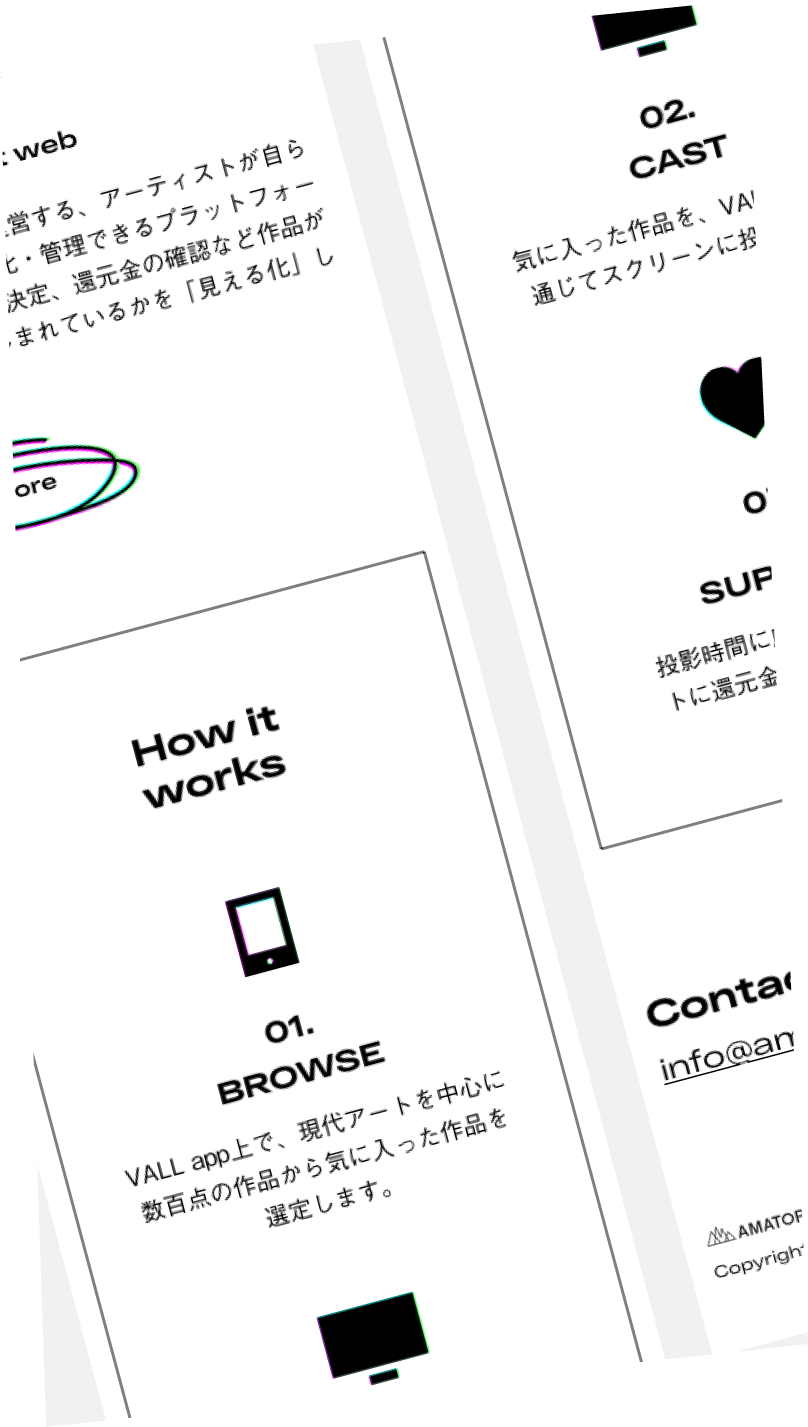 web
営する、アーティストが自ら
・管理できるプラットフォー
決定、還元金の確認など作品が
まれているかを「見える化」し
ore
How it
works
01.
BROWSE
VALL app上で、現代アートを中心に
数百点の作品から気に入った作品を
選定します。
02.
CAST
気に入った作品を、VAL
通じてスクリーンに投
SUP
投影時間に
トに還元金
Contac
info@am
AMATOR
Copyright